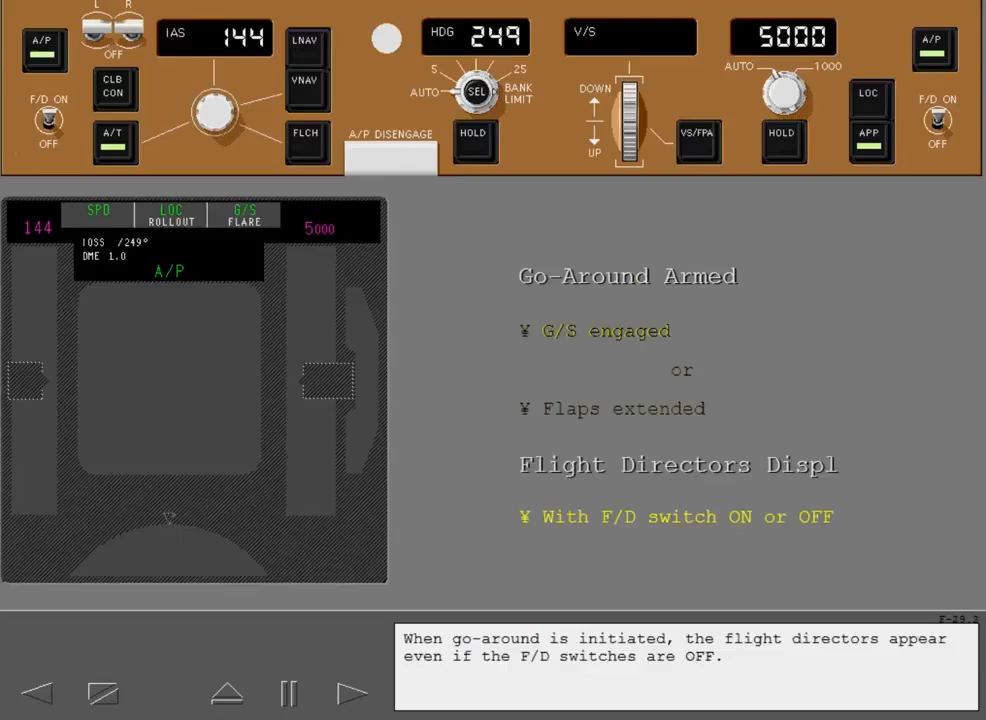 L R
A/P IAS 144 LNAV HDG 249 V/S 5000 A/P
OFF
CLB CON VNAV 5 25 AUTO SEL BANK LIMIT DOWN AUTO 1000 LOC
F/D ON F/D ON
A/T FLCH A/P DISENGAGE HOLD UP VS/FPA HOLD APP
OFF OFF
SPD LOC G/S
144 ROLLOUT FLARE 5000
IOSS /249°
DME 1.0
A/P
Go-Around Armed
¥ G/S engaged
or
¥ Flaps extended
Flight Directors Displ
¥ With F/D switch ON or OFF
When go-around is initiated, the flight directors appear
even if the F/D switches are OFF.